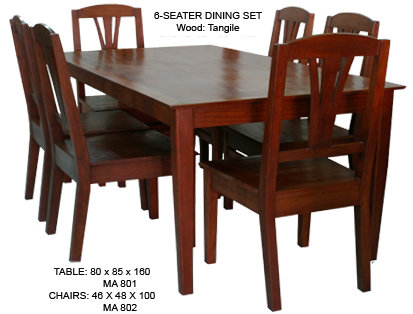 6-SEATER DINING SET
Wood: Tangile
TABLE: 80 x 85 x 160
MA 801
CHAIRS: 46 X 48 X 100
MA 802